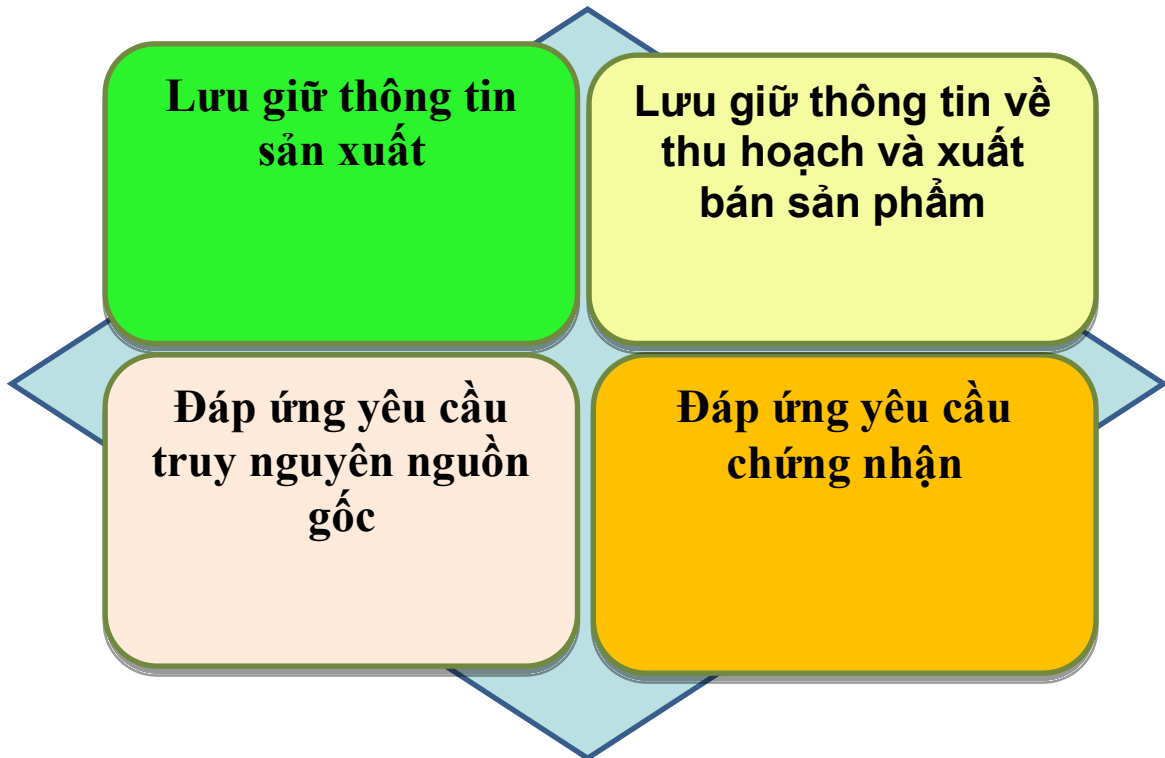 Lưu giữ thông tin
sản xuất
Lưu giữ thông tin về
thu hoạch và xuất
bán sản phẩm
Đáp ứng yêu cầu
truy nguyên nguồn
gốc
Đáp ứng yêu cầu
chứng nhận